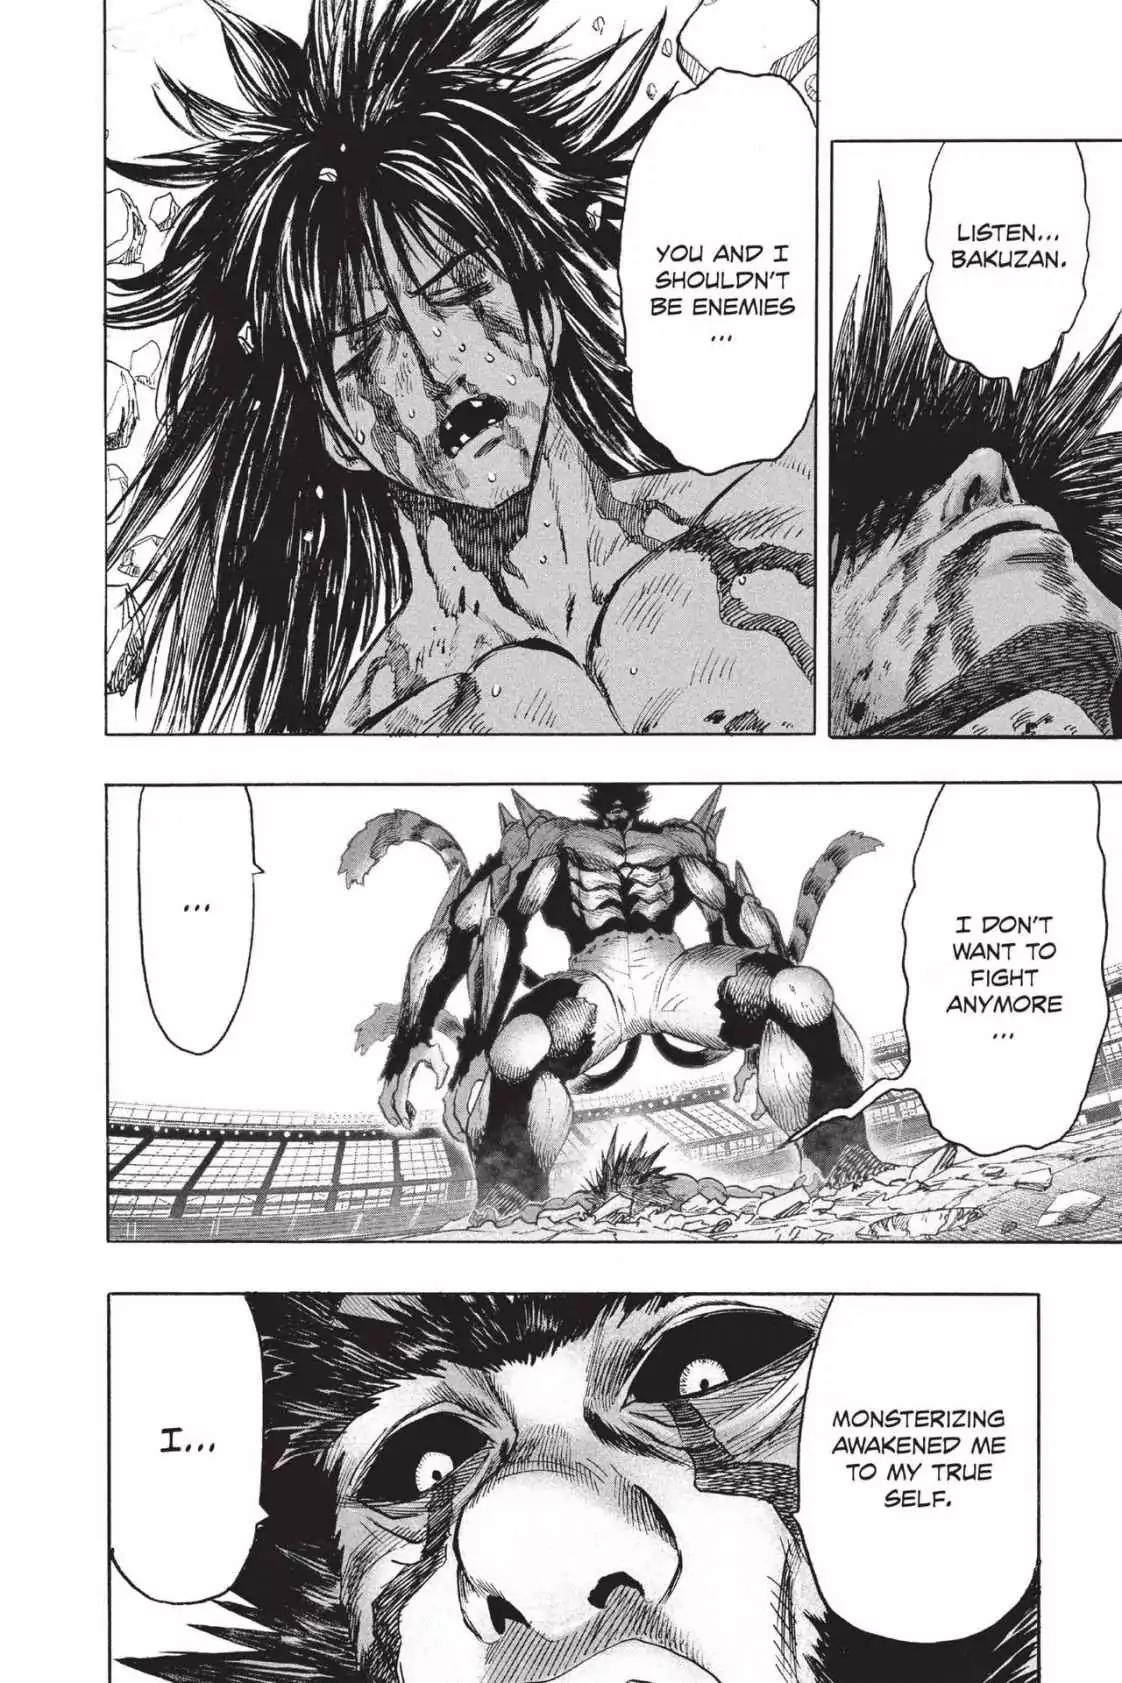 LISTEN...
BAKUZAN.
YOU AND I
SHOULDN'T
BE ENEMIES
...
I DON'T
WANT TO
FIGHT
ANYMORE
...
...
MONSTERIZING
AWAKENED ME
TO MY TRUE
SELF.
I...